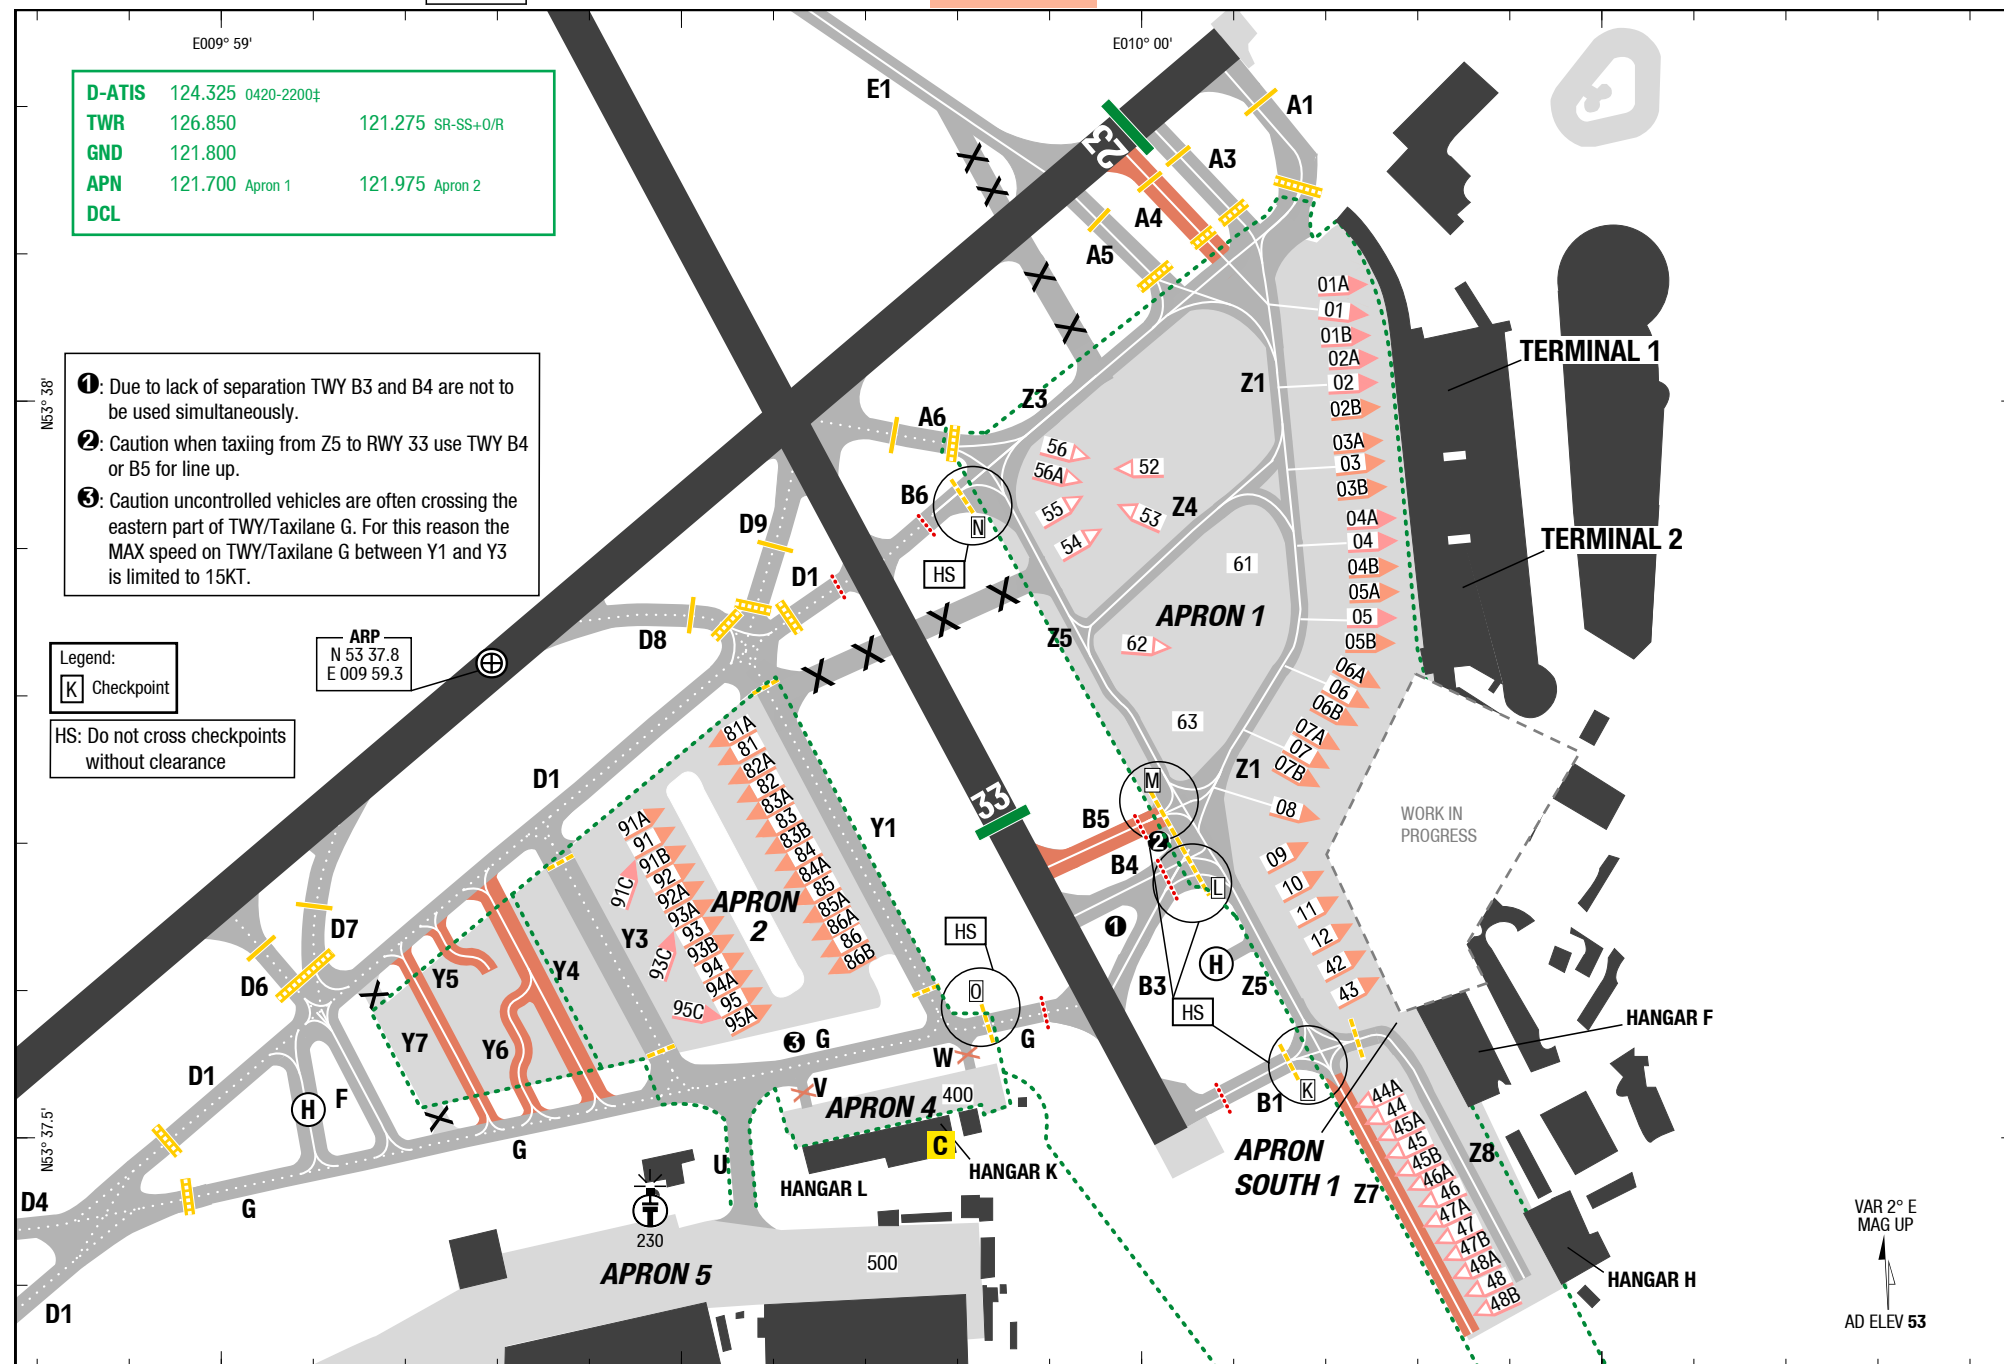 E009° 59'
E010° 00'
D-ATIS 124.325 0420-2200‡
TWR 126.850 121.275 SR-SS+O/R
GND 121.800
APN 121.700 Apron 1 121.975 Apron 2
DCL
E1
A1
23
A3
A4
A5
01A
01
01B
02A
02
02B
TERMINAL 1
N53° 38'
❶: Due to lack of separation TWY B3 and B4 are not to
be used simultaneously.
❷: Caution when taxiing from Z5 to RWY 33 use TWY B4
or B5 for line up.
❸: Caution uncontrolled vehicles are often crossing the
eastern part of TWY/Taxilane G. For this reason the
MAX speed on TWY/Taxilane G between Y1 and Y3
is limited to 15KT.
Z3
Z1
A6
56
56A
52
55
53
54
Z4
03A
03
03B
04A
04
04B
05A
05
05B
TERMINAL 2
B6
N
HS
D9
D1
D8
61
APRON 1
Z5
62
63
ARP
N 53 37.8
E 009 59.3
Legend:
K Checkpoint
HS: Do not cross checkpoints
without clearance
06A
06
06B
07A
07
07B
08
Z1
WORK IN
PROGRESS
D1
81A
81
82A
82
83A
83
83B
84
84A
85
85A
86A
86
86B
Y1
33
M
B5
❷
B4
L
❶
91A
91
91B
91C
92
92A
93A
93
93B
93C
94
94A
95
95C
95A
APRON
2
Y3
09
10
11
12
42
43
D7
D6
Y5
Y4
Y7
Y6
HS
O
H
B3
Z5
HS
HANGAR F
❸ G
W
G
V
APRON 4
400
C
HANGAR K
HANGAR L
U
K
B1
APRON
SOUTH 1
Z7
Z8
44A
44
45A
45
45B
46A
46
47A
47
47B
48A
48
48B
HANGAR H
D1
H
F
G
N53° 37.5'
D4
G
D1
230
APRON 5
500
VAR 2° E
MAG UP
AD ELEV 53